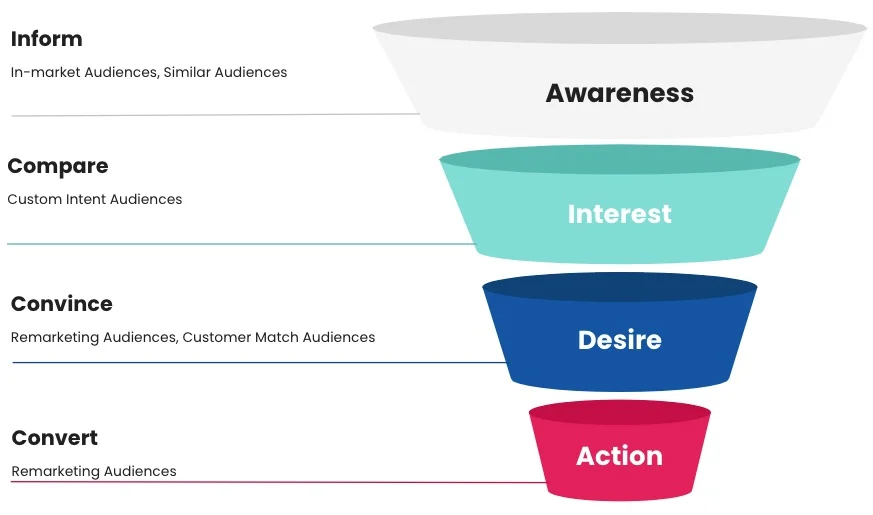 Inform
In-market Audiences, Similar Audiences
Awareness
Compare
Custom Intent Audiences
Interest
Convince
Remarketing Audiences, Customer Match Audiences
Desire
Convert
Remarketing Audiences
Action